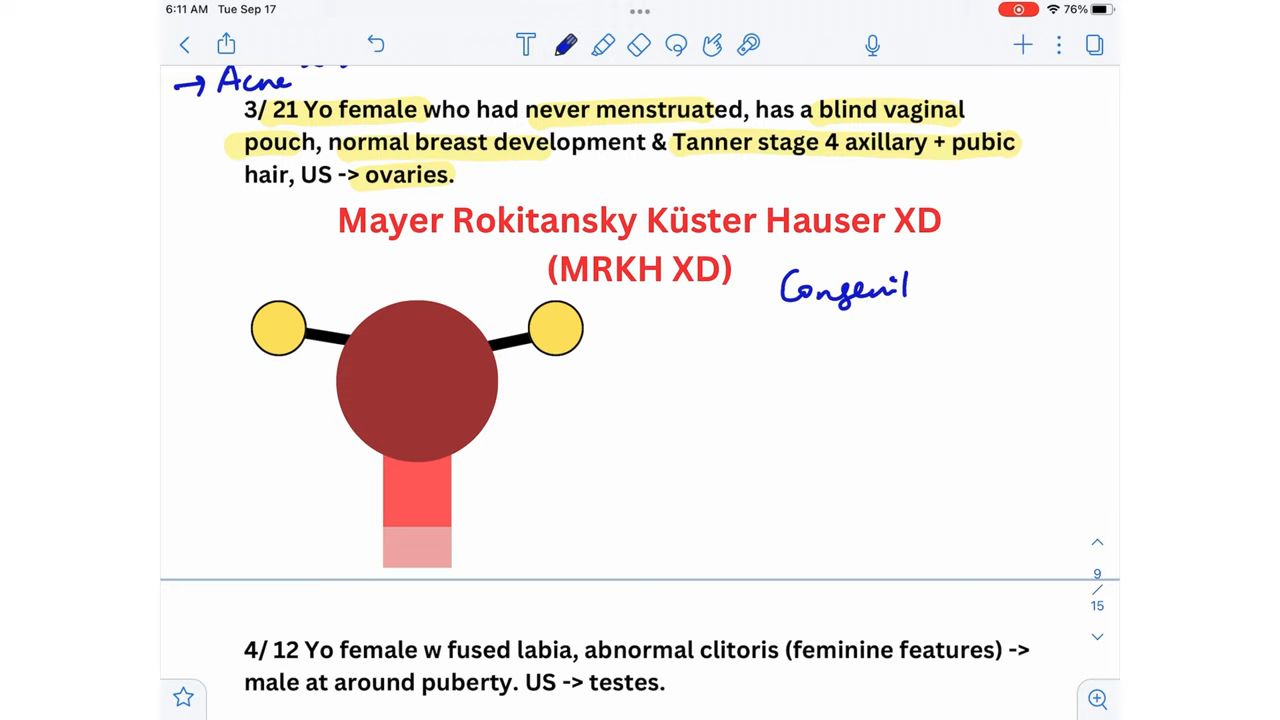 6:11 AM Tue Sep 17
76%
→ Acne
3/ 21 Yo female who had never menstruated, has a blind vaginal
pouch, normal breast development & Tanner stage 4 axillary + pubic
hair, US -> ovaries.
Mayer Rokitansky Küster Hauser XD
(MRKH XD)
Congenit
9
/
15
4/ 12 Yo female w fused labia, abnormal clitoris (feminine features) ->
male at around puberty. US -> testes.